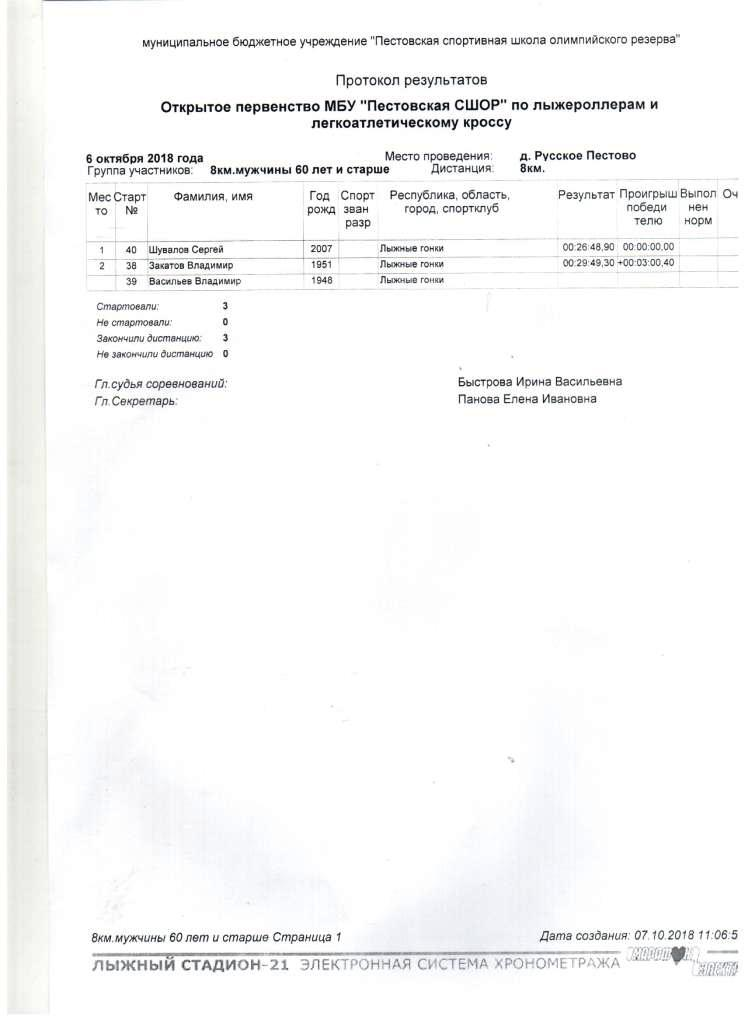 муниципальное бюджетное учреждение "Пестовская спортивная школа олимпийского резерва"
Протокол результатов
Открытое первенство МБУ "Пестовская СШОР" по лыжероллерам и
легкоатлетическому кроссу
6 октября 2018 года Место проведения: д. Русское Пестово
Группа участников: 8км.мужчины 60 лет и старше Дистанция: 8км.
Мес Старт Фамилия, имя Год Спорт Республика, область, Результат Проигрыш Выпол Оч
то № рожд зван город, спортклуб победи нен
разр телю норм
1 40 Шувалов Сергей 2007 Лыжные гонки 00:26:48,90 00:00:00,00
2 38 Закатов Владимир 1951 Лыжные гонки 00:29:49,30 +00:03:00,40
39 Васильев Владимир 1948 Лыжные гонки
Стартовали: 3
Не стартовали: 0
Закончили дистанцию: 3
Не закончили дистанцию 0
Гл.судья соревнований: Быстрова Ирина Васильевна
Гл.Секретарь: Панова Елена Ивановна
8км.мужчины 60 лет и старше Страница 1 Дата создания: 07.10.2018 11:06:5
ЛЫЖНЫЙ СТАДИОН-21 ЭЛЕКТРОННАЯ СИСТЕМА ХРОНОМЕТРАЖА